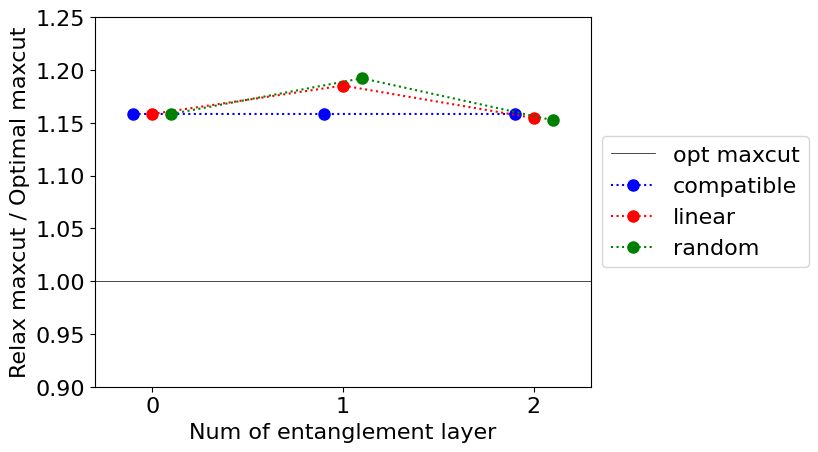 Relax maxcut / Optimal maxcut
1.25
1.20
1.15
1.10
1.05
1.00
0.95
0.90
0 1 2
Num of entanglement layer
opt maxcut
compatible
linear
random